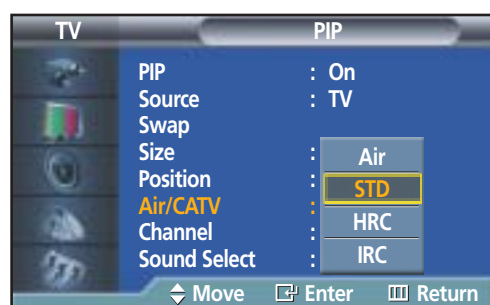 TV PIP
PIP : On
Source : TV
Swap
Size :
Position :
Air/CATV :
Channel :
Sound Select :
Air
STD
HRC
IRC
Move Enter Return